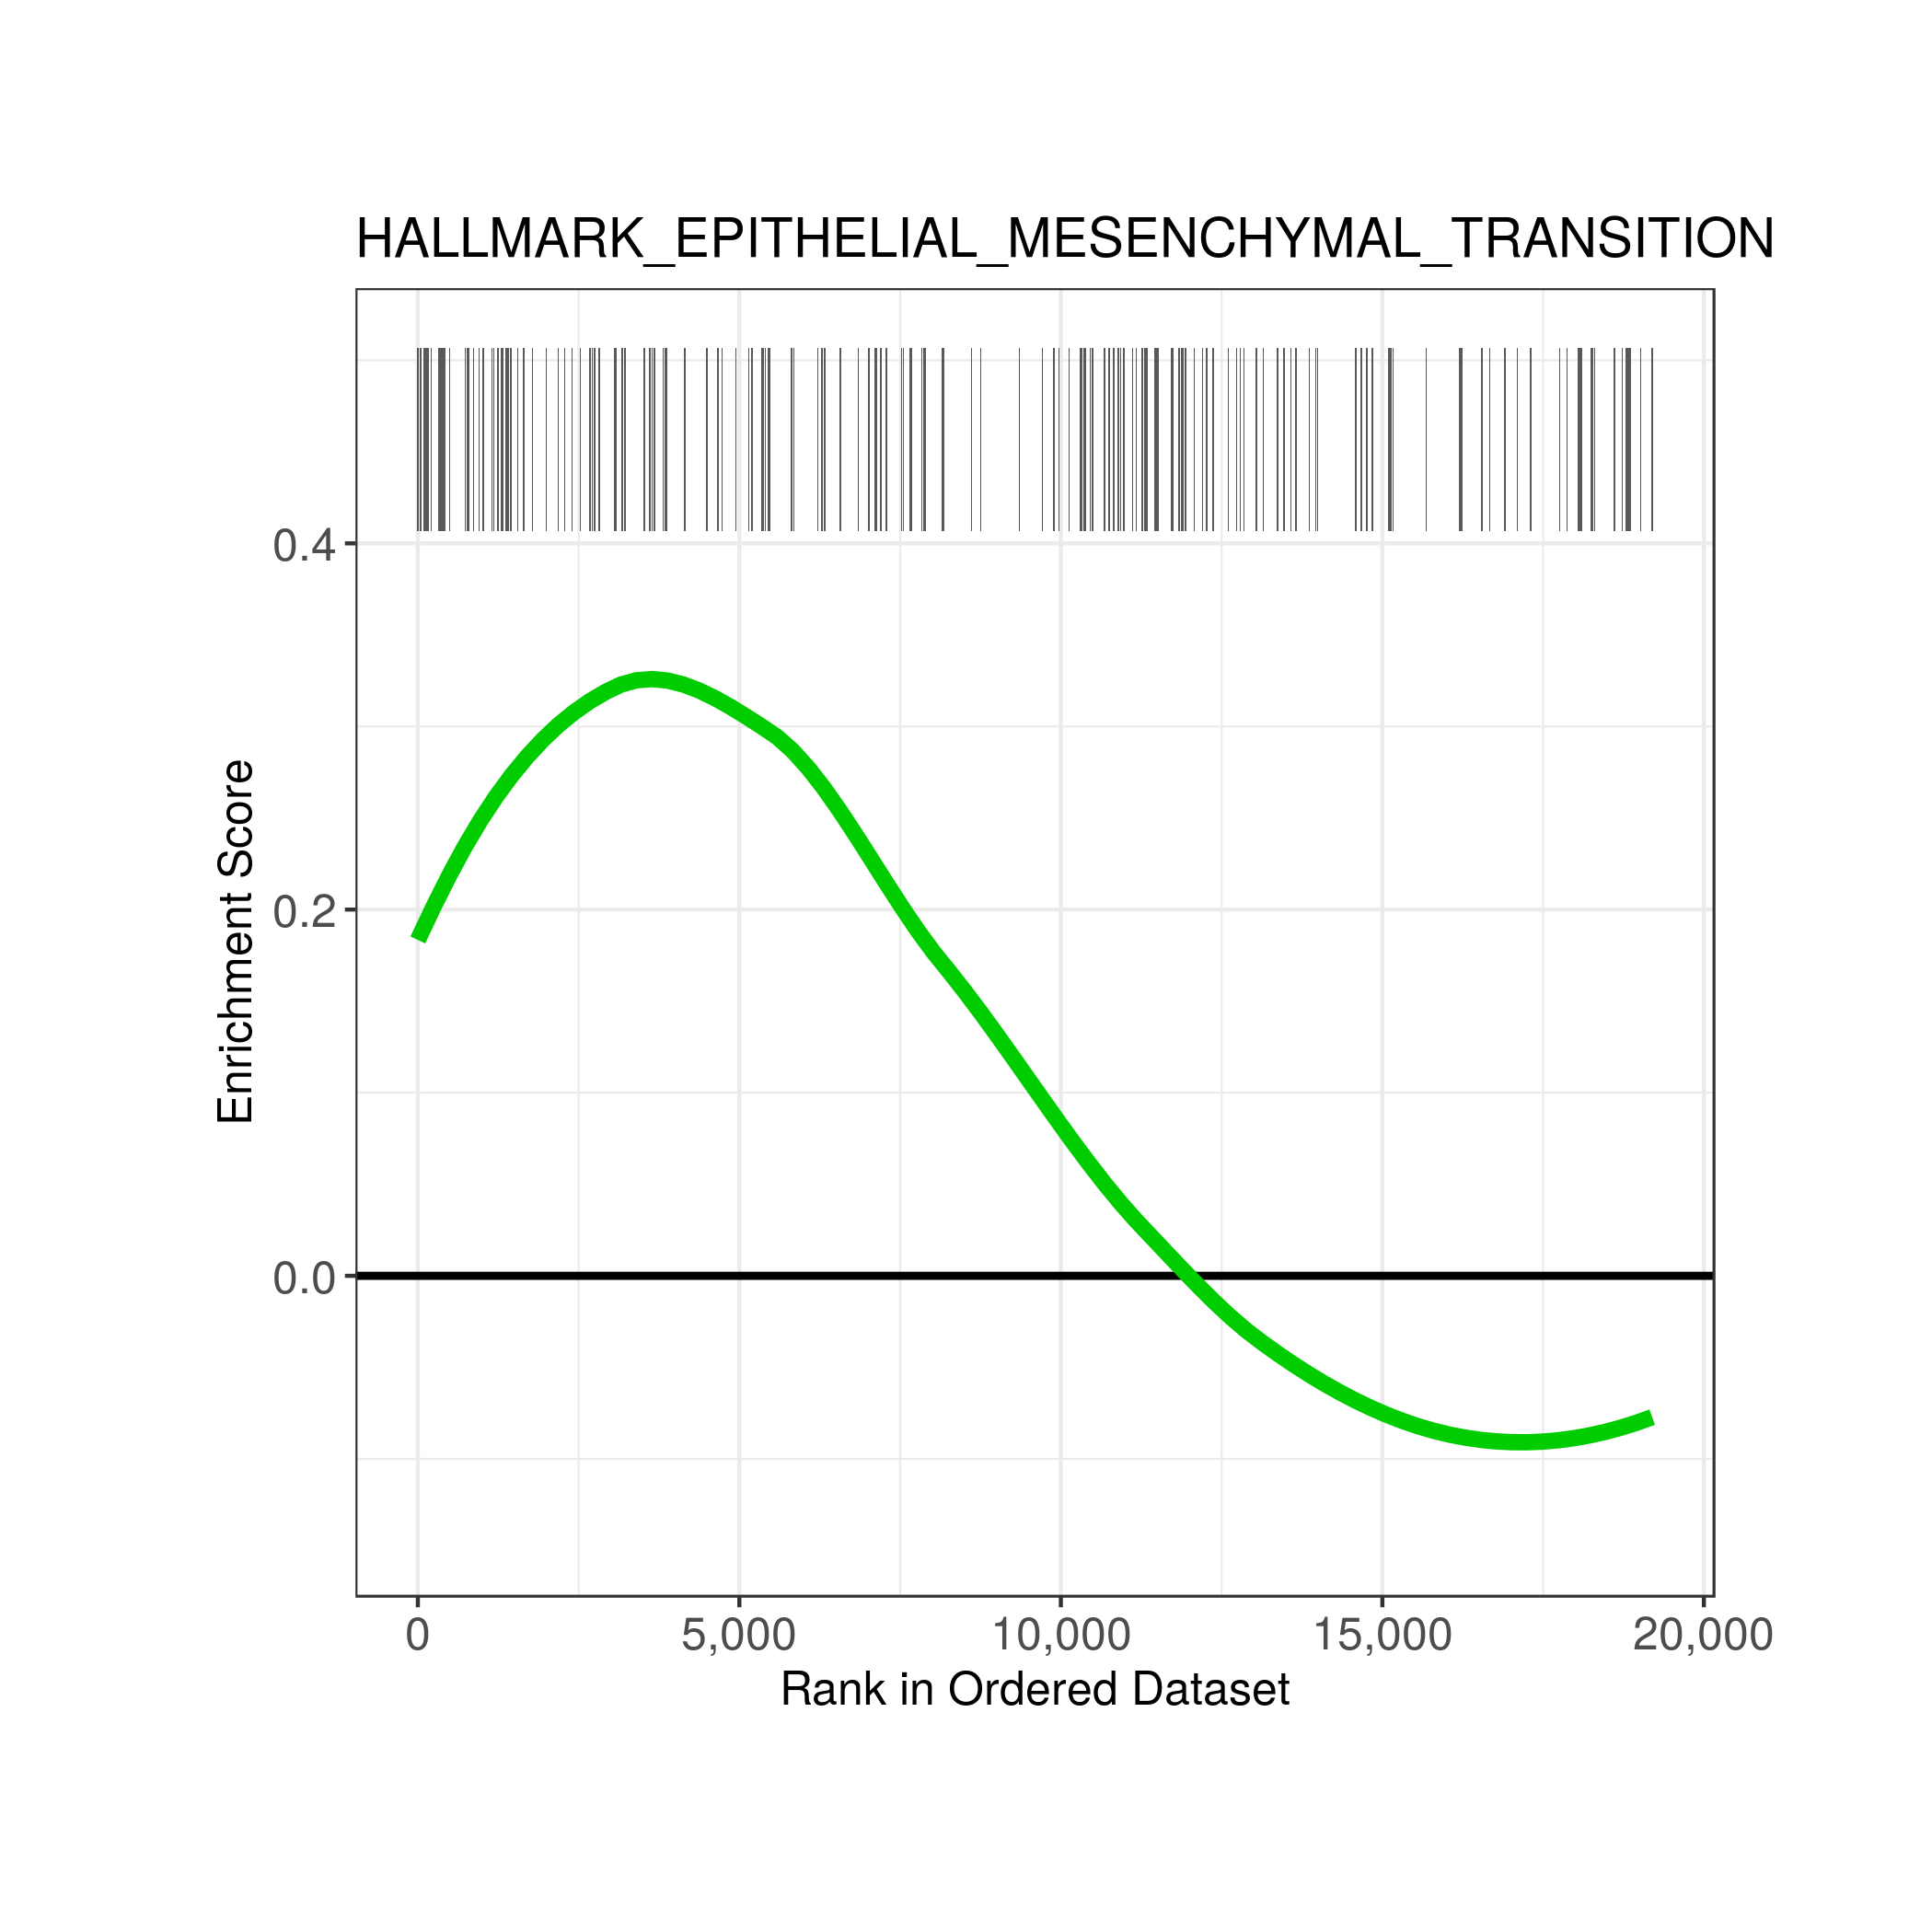 HALLMARK_EPITHELIAL_MESENCHYMAL_TRANSITION
Enrichment Score
0.4
0.2
0.0
0 5,000 10,000 15,000 20,000
Rank in Ordered Dataset